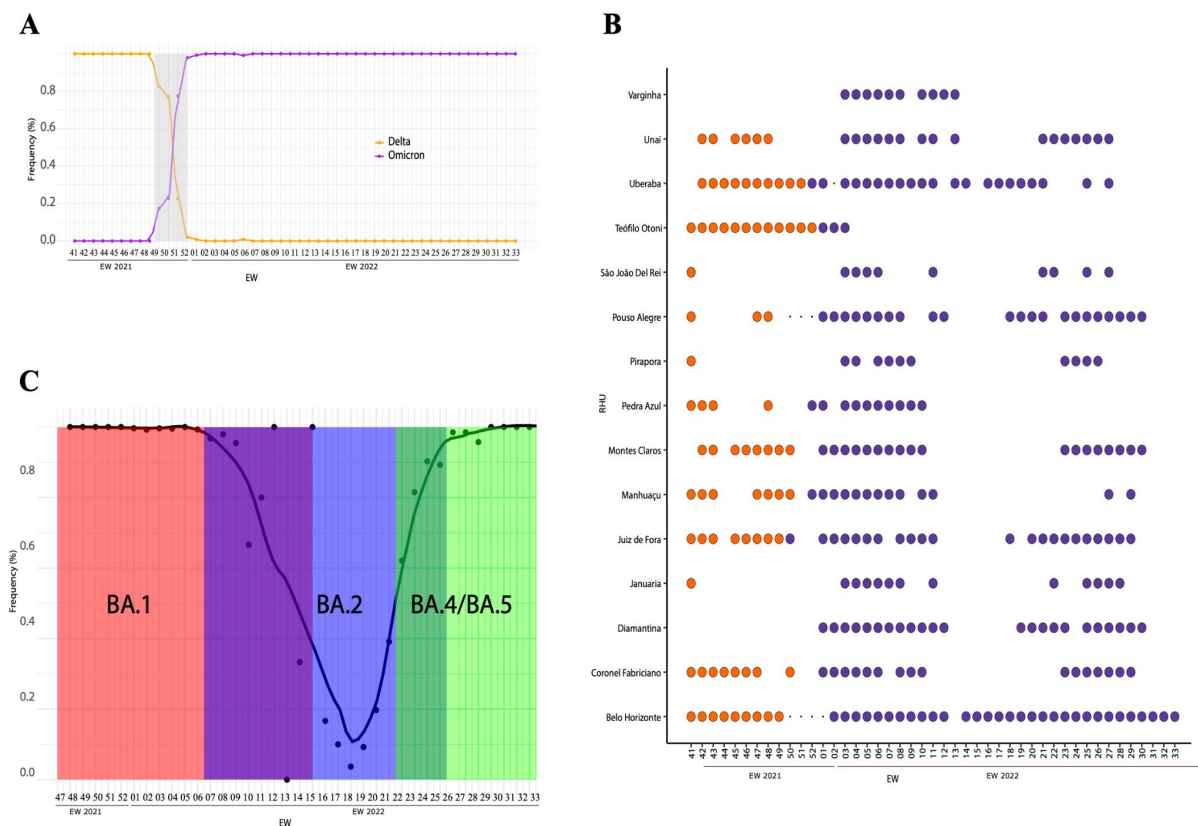 A
Frequency (%)
0.8
0.6
0.4
0.2
0.0
Delta
Omicron
41 42 43 44 45 46 47 48 49 50 51 52 01 02 03 04 05 06 07 08 09 10 11 12 13 14 15 16 17 18 19 20 21 22 23 24 25 26 27 28 29 30 31 32 33
EW 2021
EW 2022
EW
B
RHU
Varginha
Unai
Uberaba
Teófilo Otoni
São João Del Rei
Pouso Alegre
Pirapora
Pedra Azul
Montes Claros
Manhuaçu
Juiz de Fora
Januaria
Diamantina
Coronel Fabriciano
Belo Horizonte
41 42 43 44 45 46 47 48 49 50 51 52 01 02 03 04 05 06 07 08 09 10 11 12 13 14 15 16 17 18 19 20 21 22 23 24 25 26 27 28 29 30 31 32 33
EW 2021
EW
EW 2022
C
Frequency (%)
0.8
0.6
0.4
0.2
0.0
BA.1
BA.2
BA.4/BA.5
47 48 49 50 51 52 01 02 03 04 05 06 07 08 09 10 11 12 13 14 15 16 17 18 19 20 21 22 23 24 25 26 27 28 29 30 31 32 33
EW 2021
EW 2022
EW